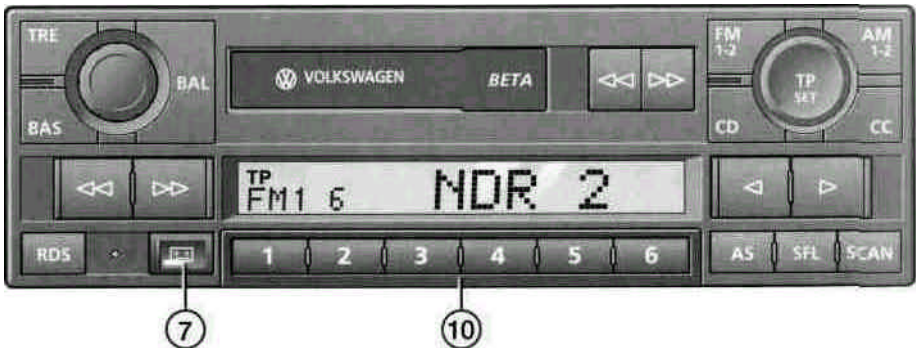 TRE
BAL
BAS
VOLKSWAGEN BETA
FM 1-2
AM 1-2
TP SET
CD
CC
TP
FM1 6 NDR 2
RDS
1 2 3 4 5 6
AS SFL SCAN
7
10